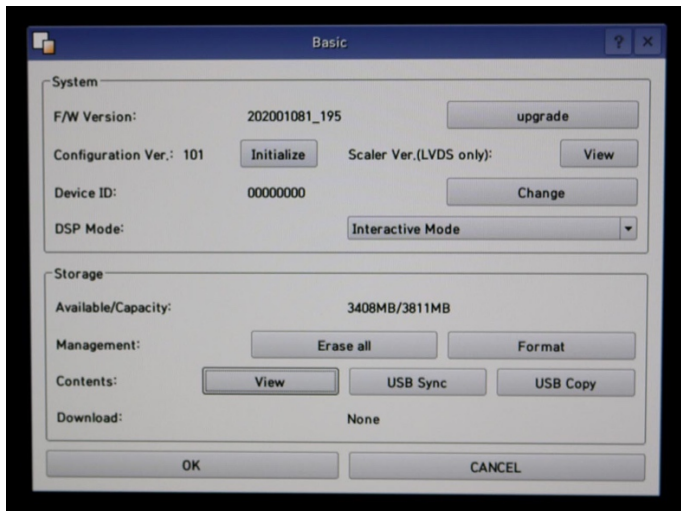 Basic ? ×
System
F/W Version: 202001081_195 upgrade
Configuration Ver.: 101 Initialize Scaler Ver.(LVDS only): View
Device ID: 00000000 Change
DSP Mode: Interactive Mode
Storage
Available/Capacity: 3408MB/3811MB
Management: Erase all Format
Contents: View USB Sync USB Copy
Download: None
OK CANCEL